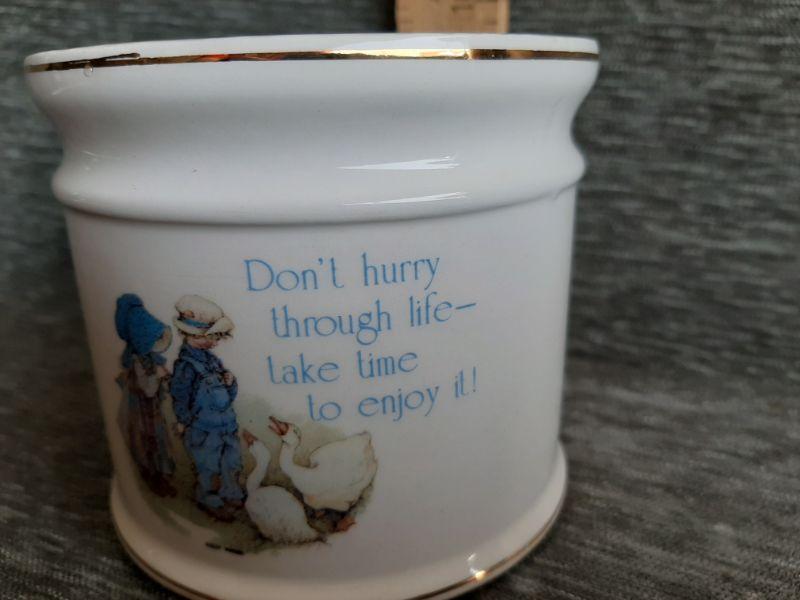 Don't hurry
through life—
take time
to enjoy it!